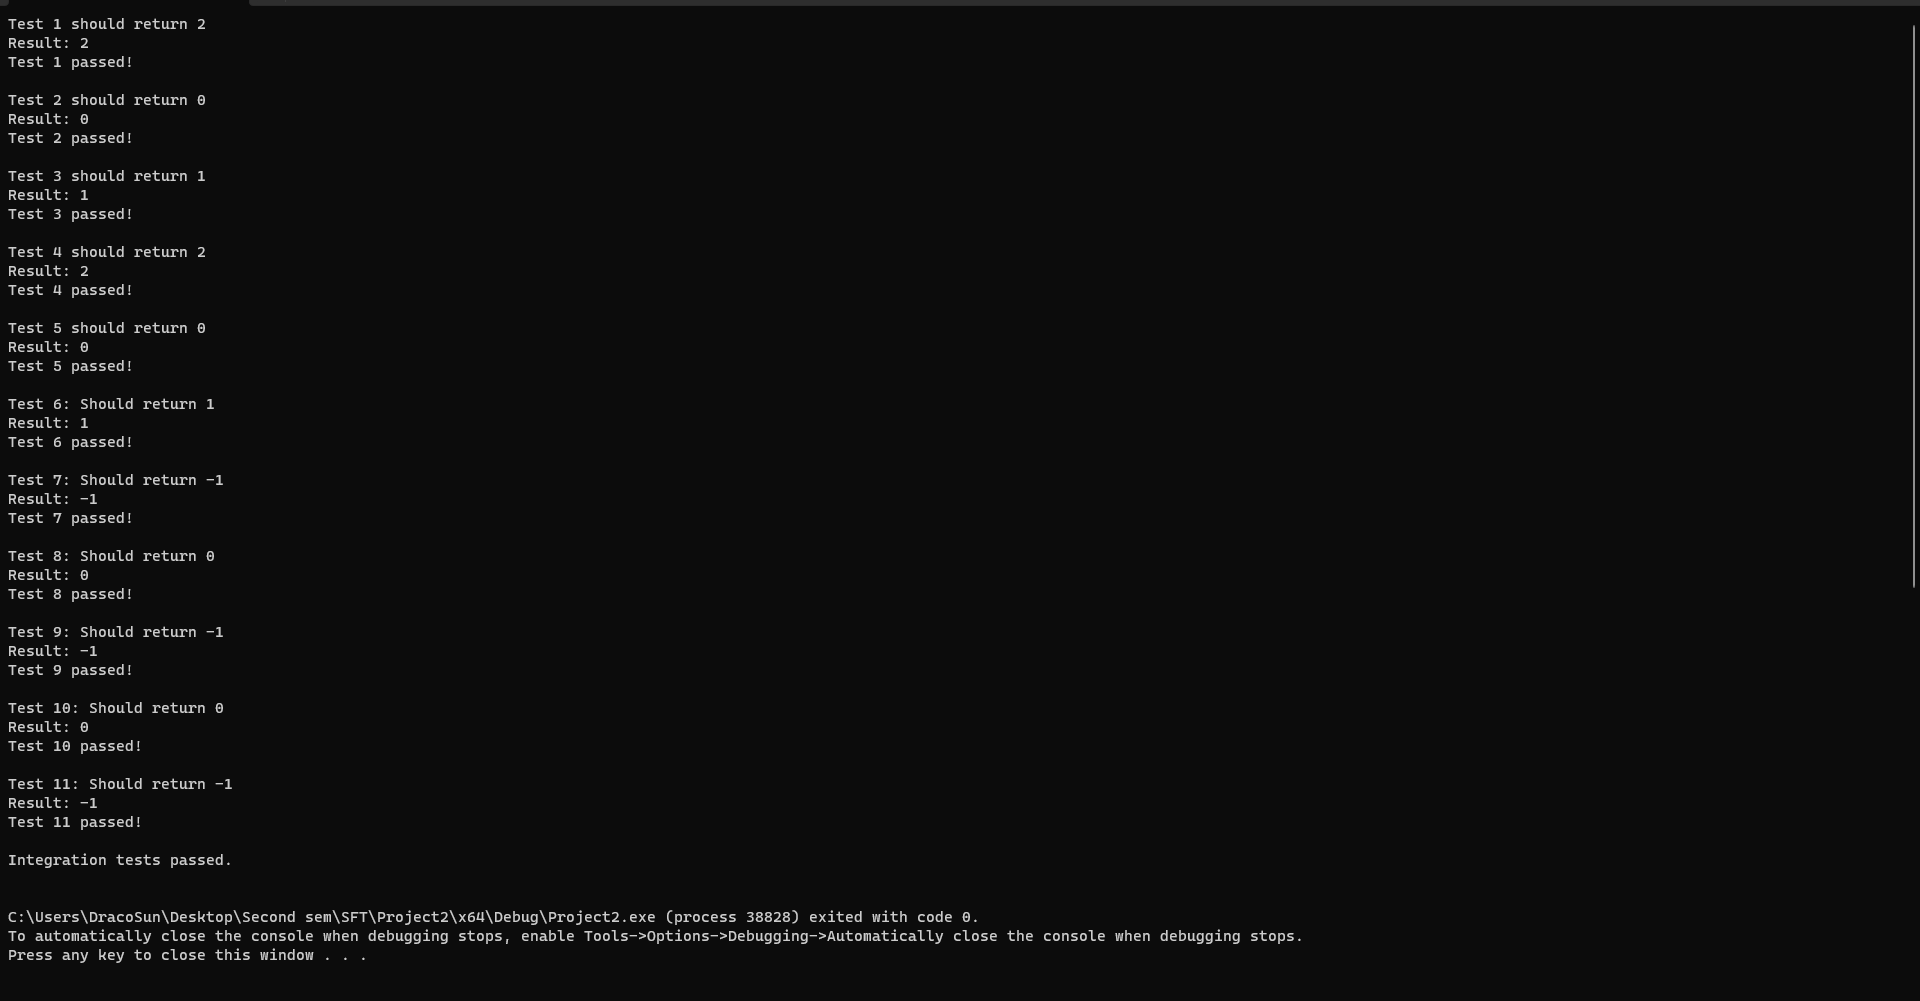 Test 1 should return 2
Result: 2
Test 1 passed!
Test 2 should return 0
Result: 0
Test 2 passed!
Test 3 should return 1
Result: 1
Test 3 passed!
Test 4 should return 2
Result: 2
Test 4 passed!
Test 5 should return 0
Result: 0
Test 5 passed!
Test 6: Should return 1
Result: 1
Test 6 passed!
Test 7: Should return -1
Result: -1
Test 7 passed!
Test 8: Should return 0
Result: 0
Test 8 passed!
Test 9: Should return -1
Result: -1
Test 9 passed!
Test 10: Should return 0
Result: 0
Test 10 passed!
Test 11: Should return -1
Result: -1
Test 11 passed!
Integration tests passed.
C:\Users\DracoSun\Desktop\Second sem\SFT\Project2\x64\Debug\Project2.exe (process 38828) exited with code 0.
To automatically close the console when debugging stops, enable Tools->Options->Debugging->Automatically close the console when debugging stops.
Press any key to close this window . . .